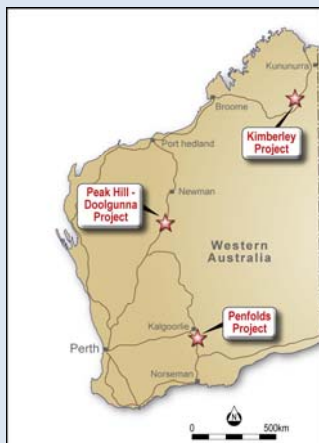 Kununurra
Broome
Kimberley
Project
Port hedland
Peak Hill -
Doolgunna
Project
Newman
Western
Australia
Penfolds
Project
Kalgoorlie
Perth
Norseman
N
0
500km